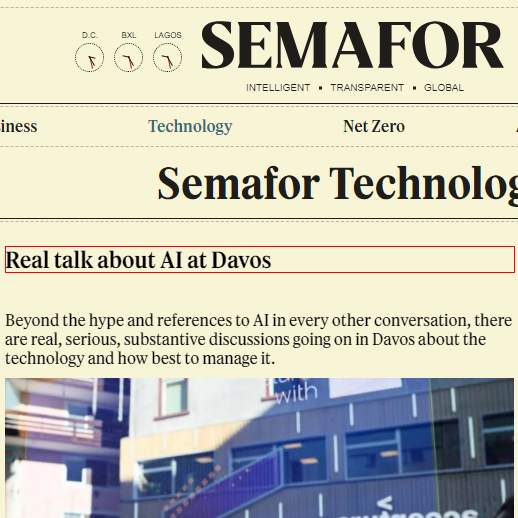 D.C. BXL LAGOS
SEMAFOR
INTELLIGENT ▪ TRANSPARENT ▪ GLOBAL
Technology Net Zero
Semafor
Real talk about AI at Davos
Beyond the hype and references to AI in every other conversation, there
are real, serious, substantive discussions going on in Davos about the
technology and how best to manage it.
with